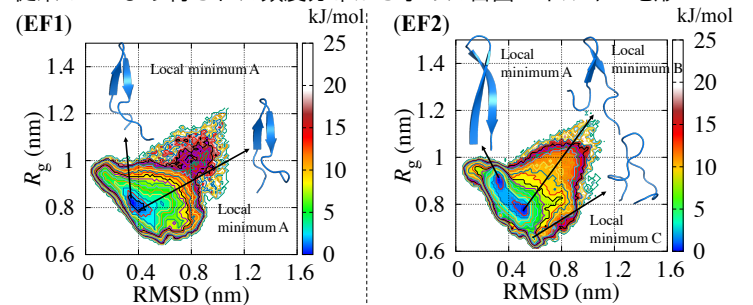 (EF1)
kJ/mol
Local minimum A
Local
minimum A
Rg (nm)
1.4
1.2
1
0.8
0.6
0 0.4 0.8 1.2 1.6
RMSD (nm)
25
20
15
10
5
0
(EF2)
kJ/mol
Local
minimum A
Local
minimum B
Local
minimum C
Rg (nm)
1.4
1.2
1
0.8
0.6
0 0.4 0.8 1.2 1.6
RMSD (nm)
25
20
15
10
5
0